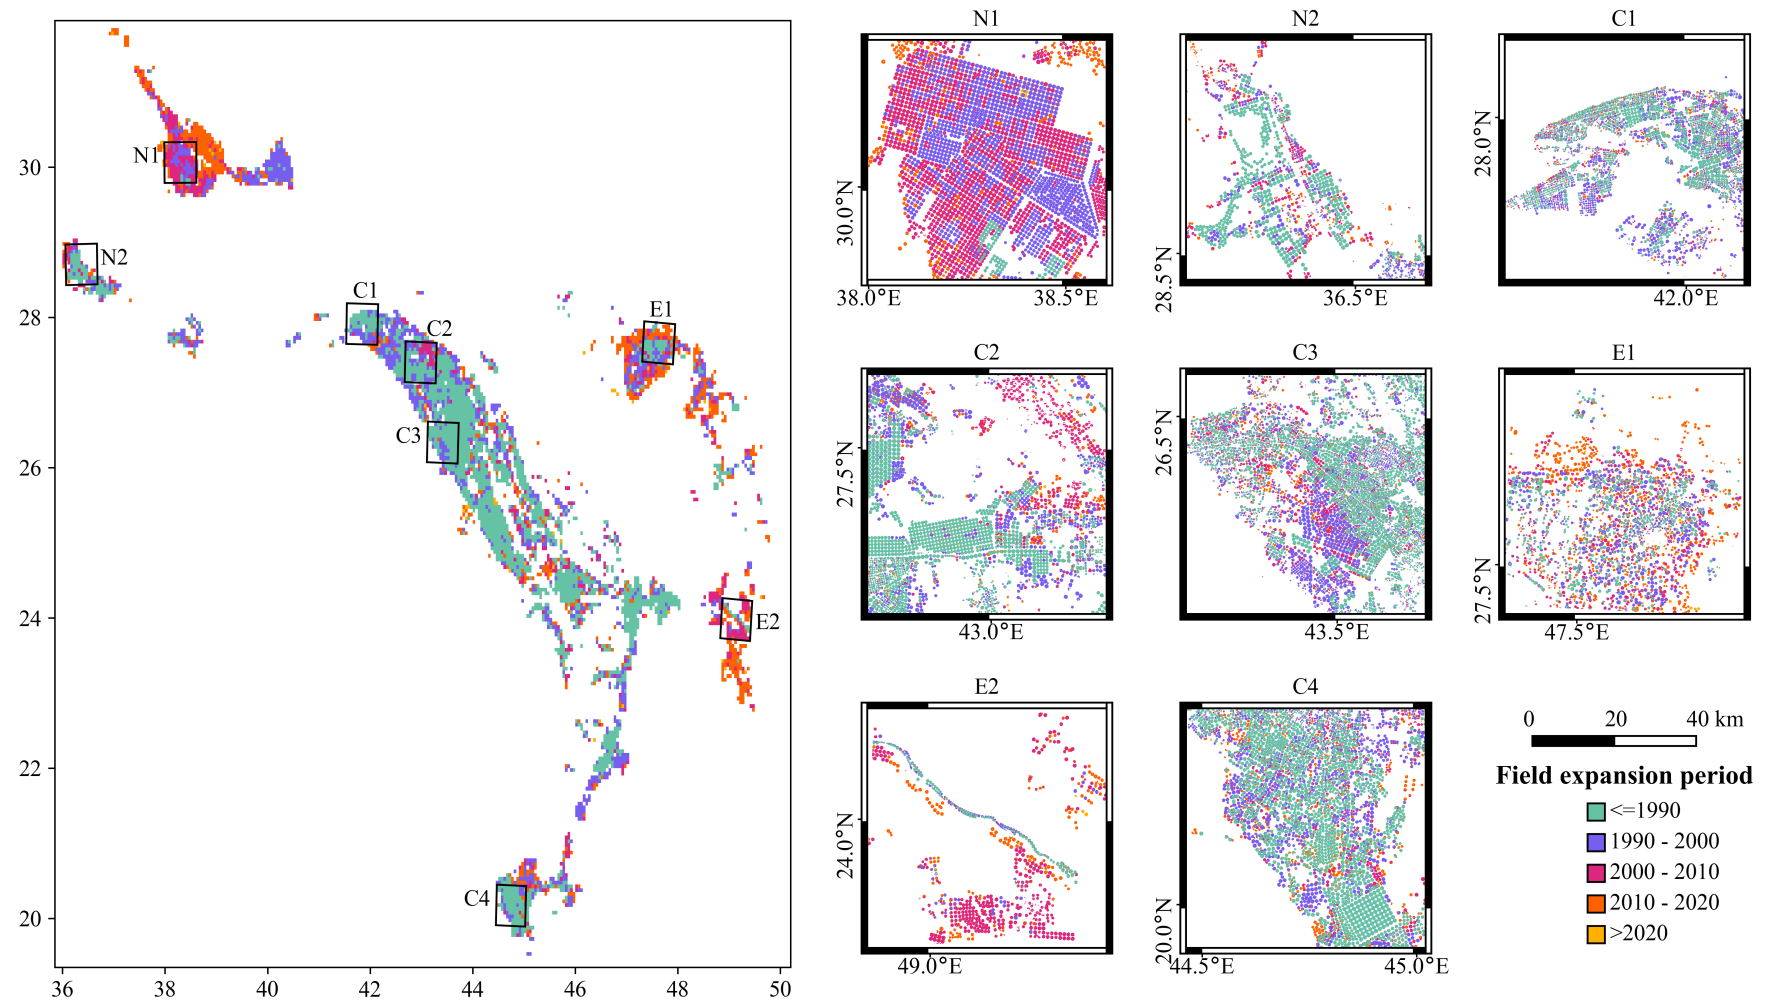 N1
N2
C1
30
28
26
24
22
20
36
38
40
42
44
46
48
50
N1
N2
C1
C2
C3
E1
E2
C4
30.0°N
38.0°E
38.5°E
28.5°N
36.5°E
28.0°N
42.0°E
C2
C3
E1
27.5°N
43.0°E
26.5°N
43.5°E
27.5°N
47.5°E
E2
C4
24.0°N
49.0°E
20.0°N
44.5°E
45.0°E
0 20 40 km
Field expansion period
<=1990
1990 - 2000
2000 - 2010
2010 - 2020
>2020